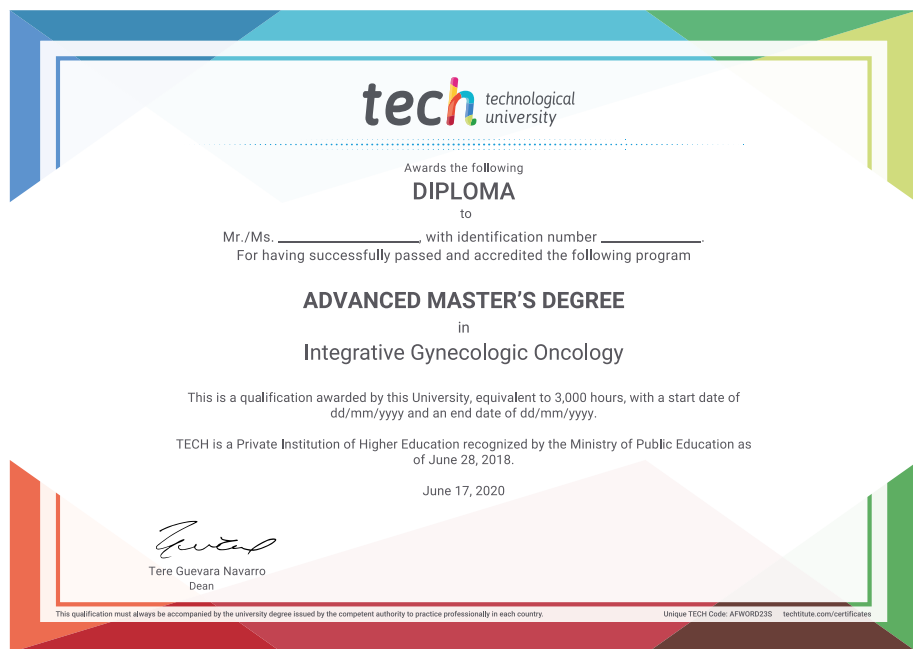 tech technological
university
Awards the following
DIPLOMA
to
Mr./Ms. ____________________, with identification number ______________.
For having successfully passed and accredited the following program
ADVANCED MASTER'S DEGREE
in
Integrative Gynecologic Oncology
This is a qualification awarded by this University, equivalent to 3,000 hours, with a start date of
dd/mm/yyyy and an end date of dd/mm/yyyy.
TECH is a Private Institution of Higher Education recognized by the Ministry of Public Education as
of June 28, 2018.
June 17, 2020
Tere Guevara Navarro
Dean
This qualification must always be accompanied by the university degree issued by the competent authority to practice professionally in each country. Unique TECH Code: AFWORD23S techtitute.com/certificates